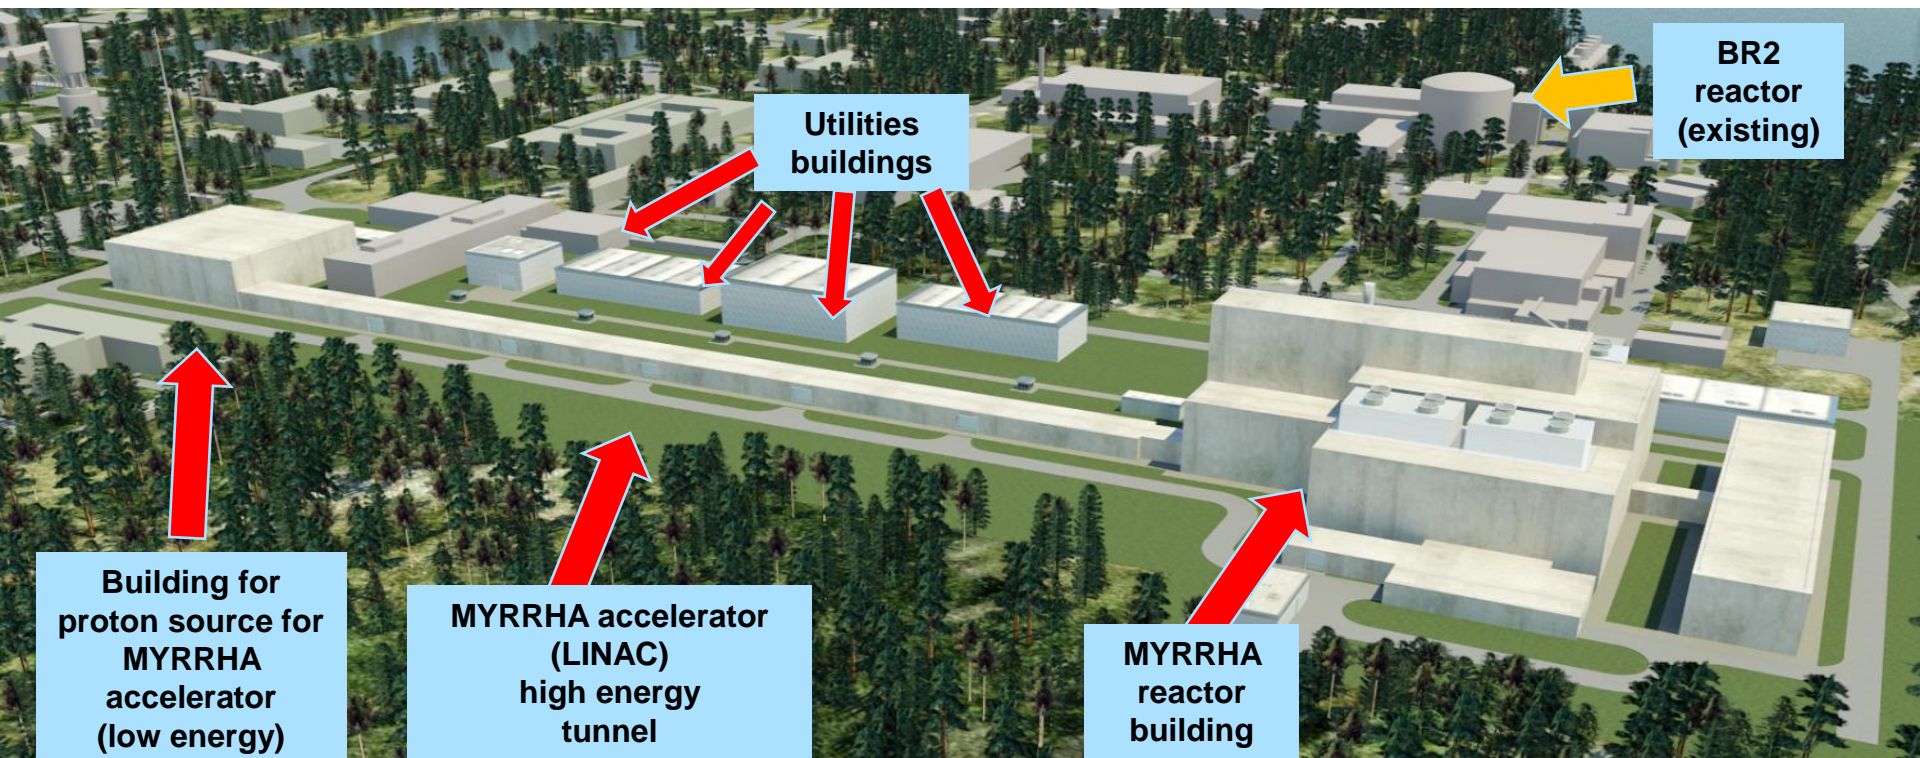 BR2
reactor
(existing)
Utilities
buildings
Building for
proton source for
MYRRHA
accelerator
(low energy)
MYRRHA accelerator
(LINAC)
high energy
tunnel
MYRRHA
reactor
building